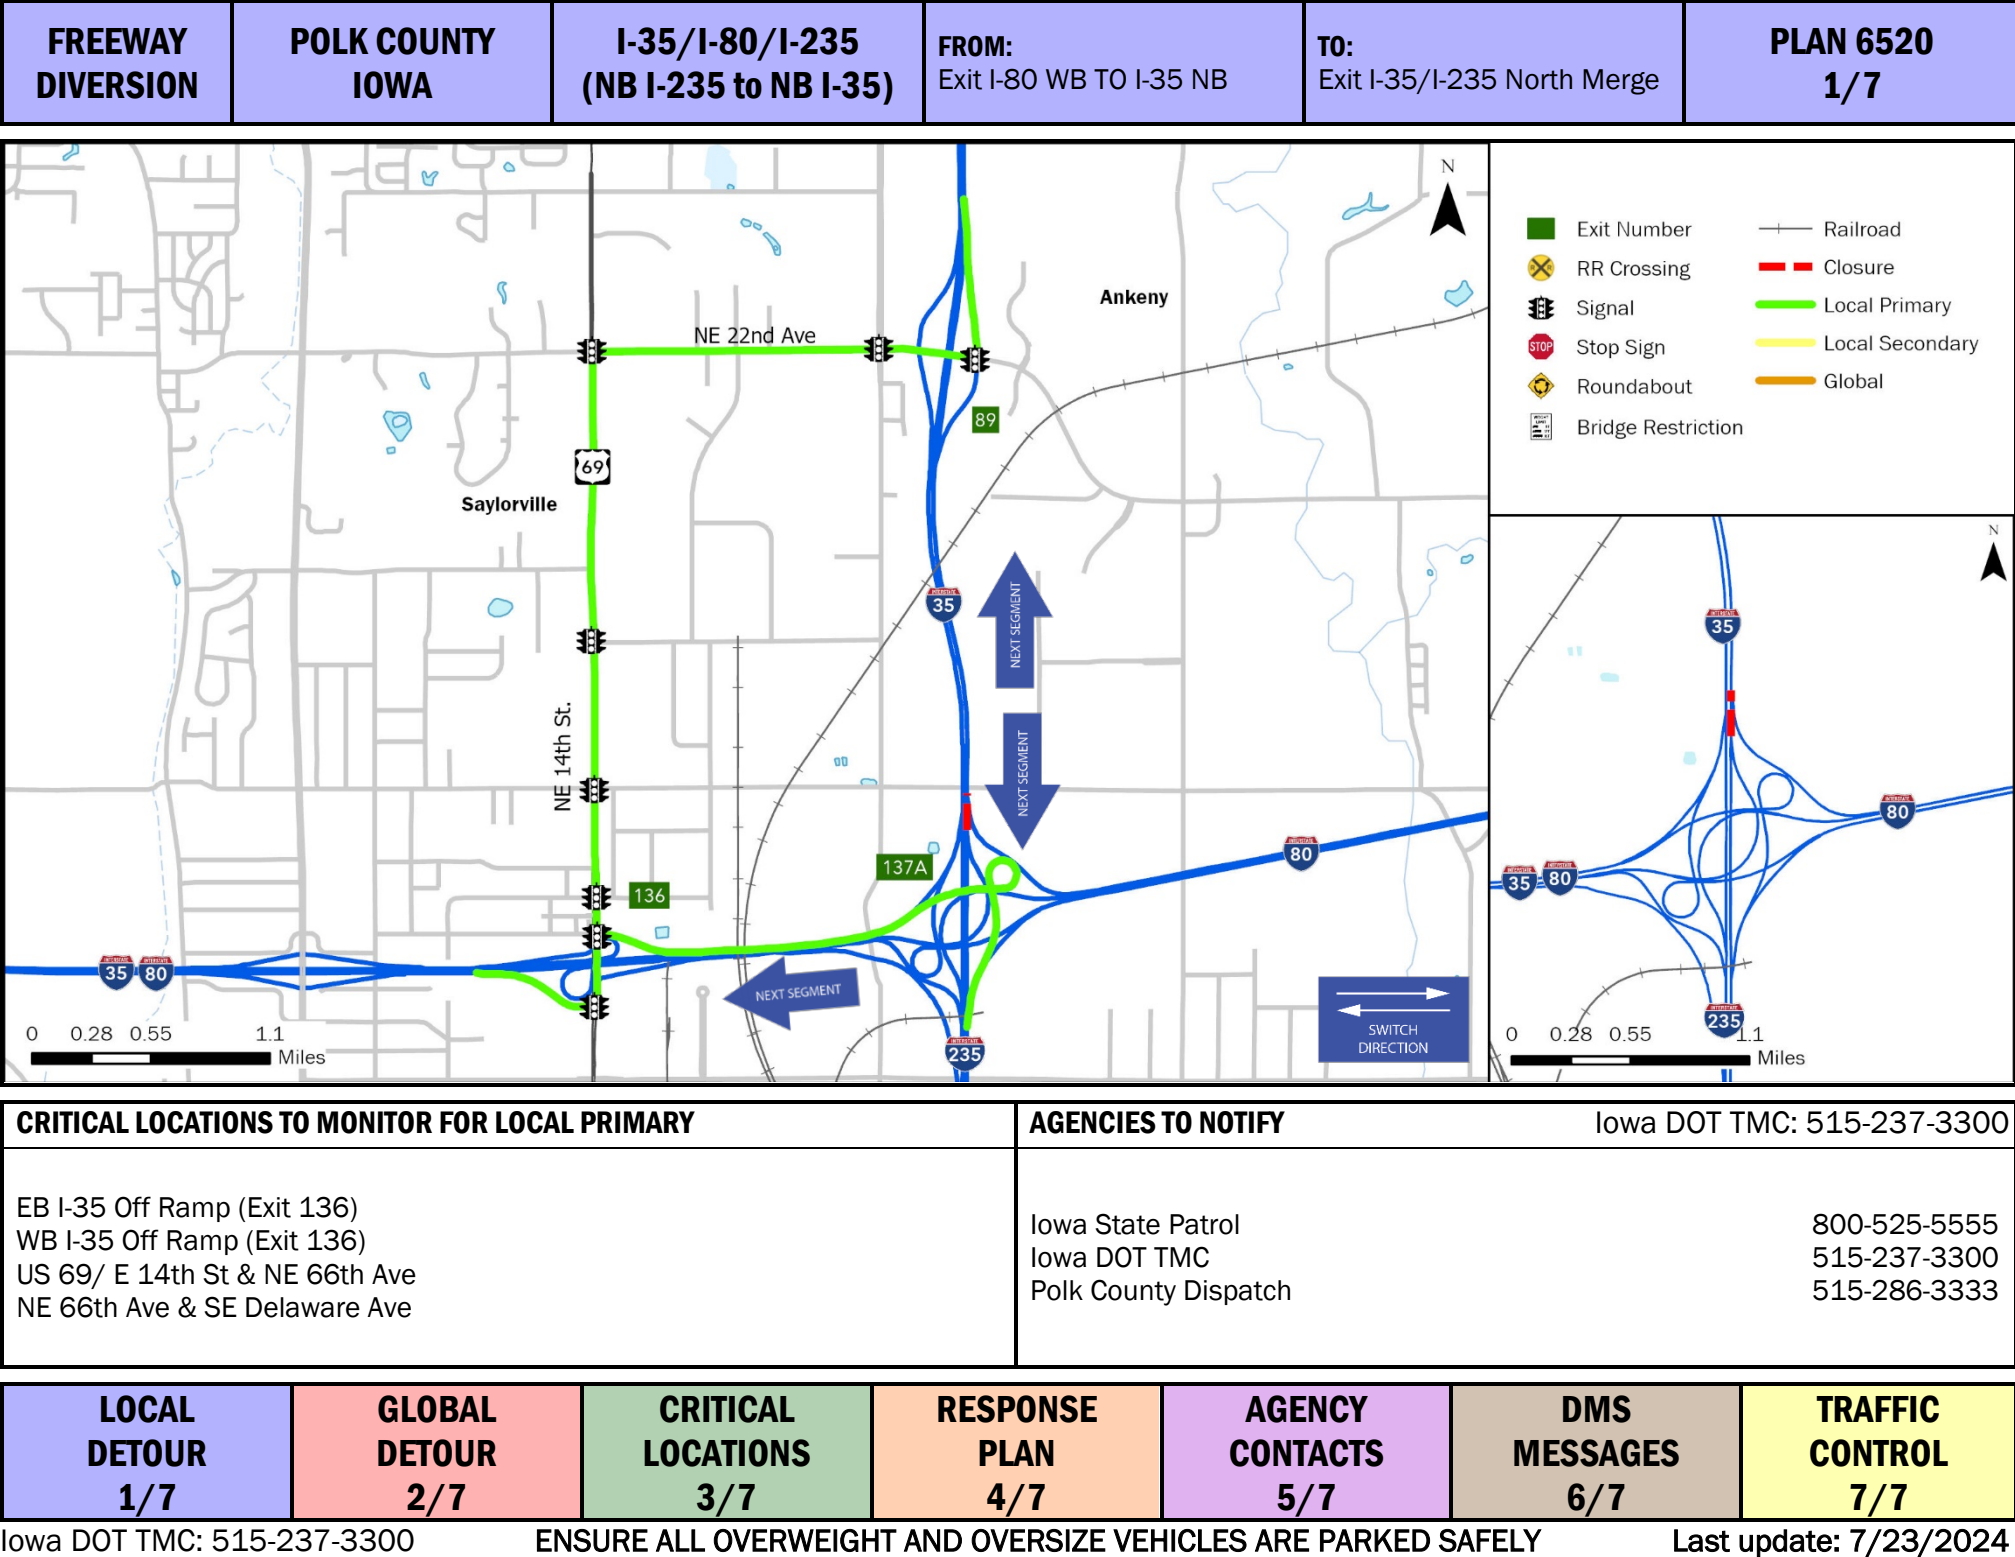 FREEWAY
DIVERSION
POLK COUNTY
IOWA
I-35/I-80/I-235
(NB I-235 to NB I-35)
FROM:
Exit I-80 WB TO I-35 NB
TO:
Exit I-35/I-235 North Merge
PLAN 6520
1/7
N
Ankeny
NE 22nd Ave
89
69
Saylorville
35
NEXT SEGMENT
NEXT SEGMENT
NE 14th St.
137A
136
80
35 80
NEXT SEGMENT
SWITCH
DIRECTION
235
0 0.28 0.55 1.1
Miles
Exit Number
RR Crossing
Signal
STOP Stop Sign
Roundabout
Bridge Restriction
Railroad
Closure
Local Primary
Local Secondary
Global
N
35
80
35 80
235
0 0.28 0.55 1.1
Miles
CRITICAL LOCATIONS TO MONITOR FOR LOCAL PRIMARY
EB I-35 Off Ramp (Exit 136)
WB I-35 Off Ramp (Exit 136)
US 69/ E 14th St & NE 66th Ave
NE 66th Ave & SE Delaware Ave
AGENCIES TO NOTIFY Iowa DOT TMC: 515-237-3300
Iowa State Patrol 800-525-5555
Iowa DOT TMC 515-237-3300
Polk County Dispatch 515-286-3333
LOCAL
DETOUR
1/7
GLOBAL
DETOUR
2/7
CRITICAL
LOCATIONS
3/7
RESPONSE
PLAN
4/7
AGENCY
CONTACTS
5/7
DMS
MESSAGES
6/7
TRAFFIC
CONTROL
7/7
Iowa DOT TMC: 515-237-3300 ENSURE ALL OVERWEIGHT AND OVERSIZE VEHICLES ARE PARKED SAFELY Last update: 7/23/2024